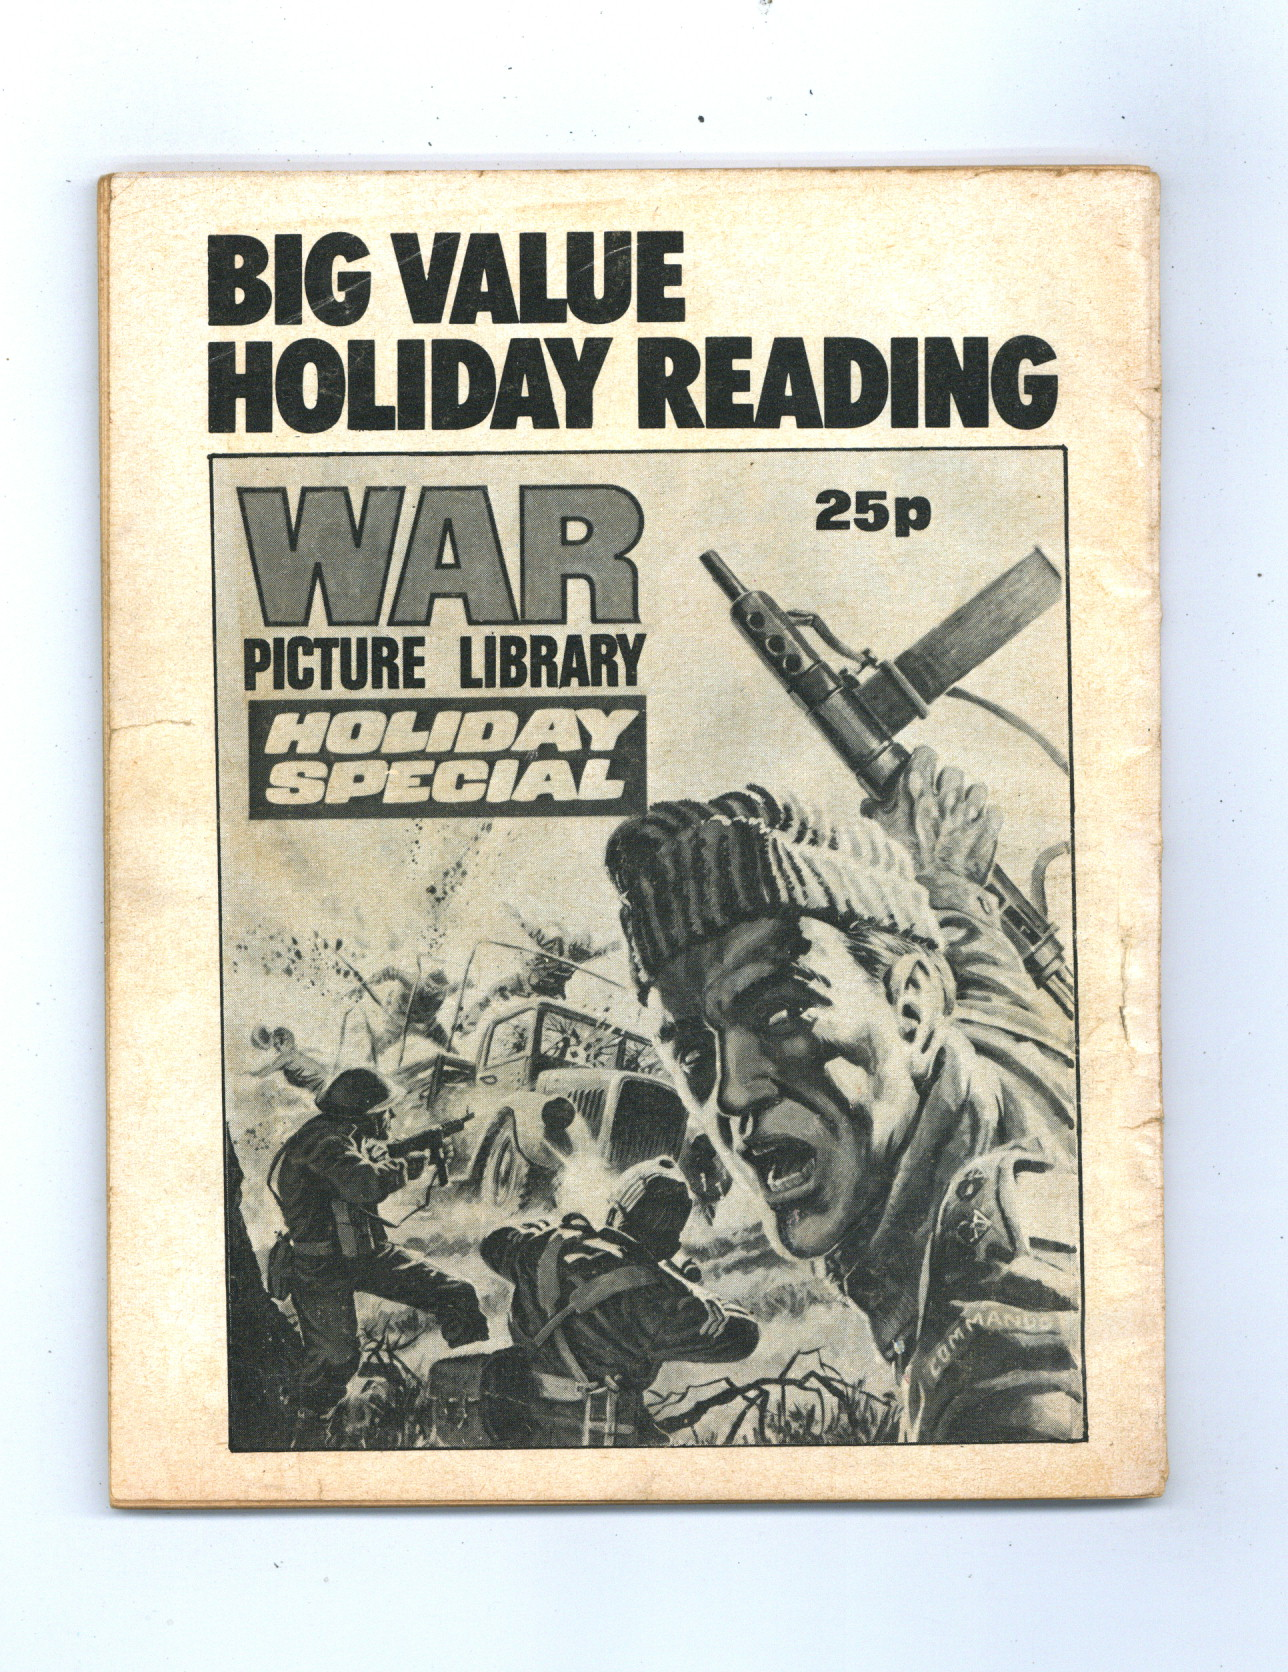 BIG VALUE
HOLIDAY READING
25p
WAR
PICTURE LIBRARY
HOLIDAY
SPECIAL
COMMANDO